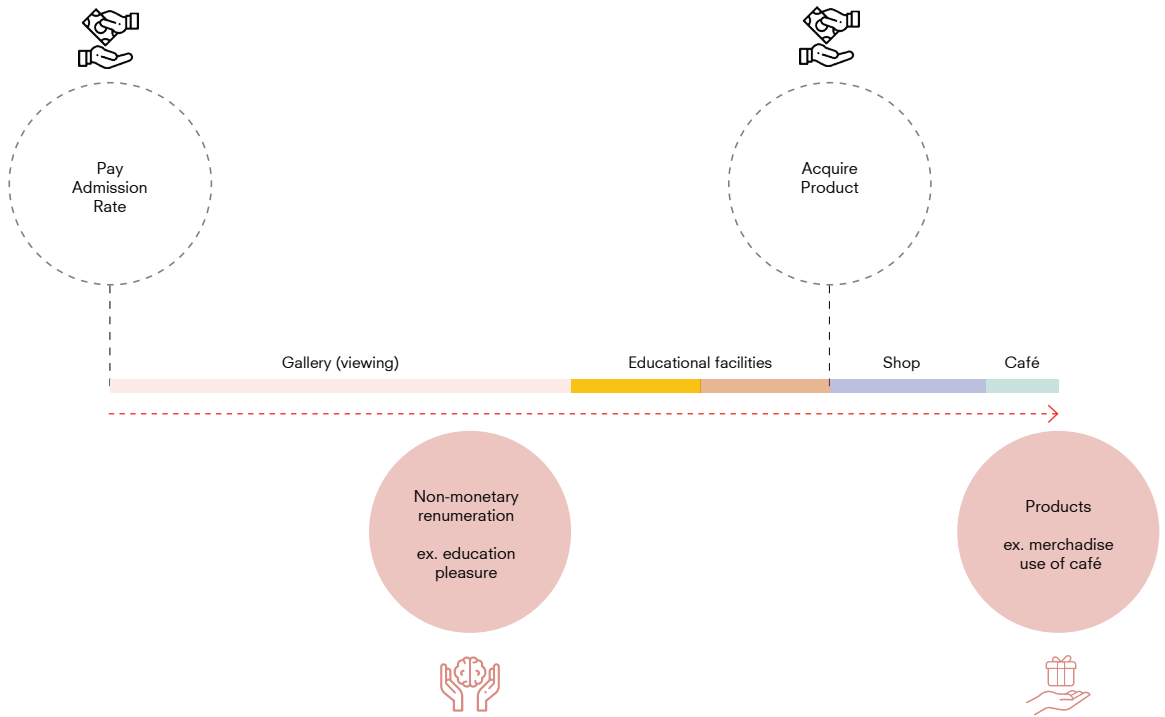 Pay
Admission
Rate
Acquire
Product
Gallery (viewing)
Educational facilities
Shop
Café
Non-monetary
renumeration
ex. education
pleasure
Products
ex. merchadise
use of café